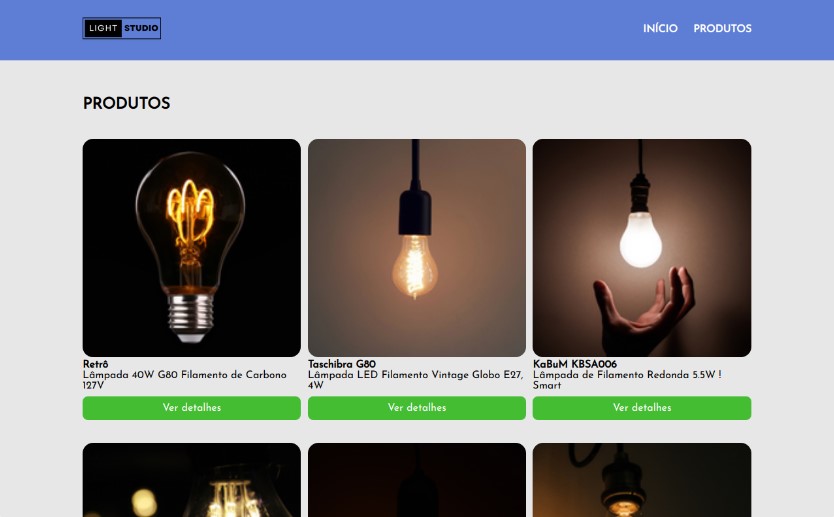 LIGHT STUDIO
INÍCIO PRODUTOS
PRODUTOS
Retrô
Lâmpada 40W G80 Filamento de Carbono
127V
Ver detalhes
Taschibra G80
Lâmpada LED Filamento Vintage Globo E27,
4W
Ver detalhes
KaBuM KBSA006
Lâmpada de Filamento Redonda 5.5W !
Smart
Ver detalhes